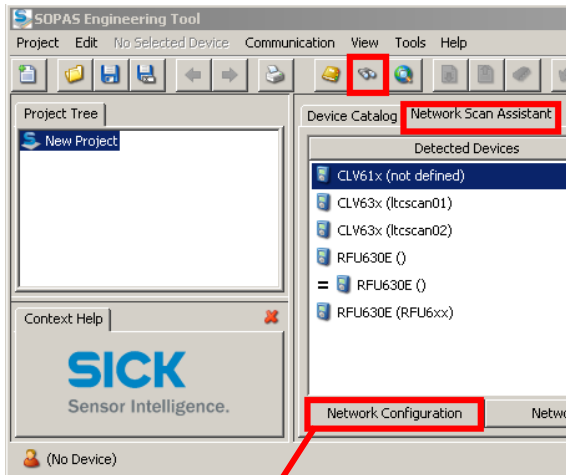 SOPAS Engineering Tool
Project Edit No Selected Device Communication View Tools Help
Project Tree
New Project
Device Catalog Network Scan Assistant
Detected Devices
CLV61x (not defined)
CLV63x (ltcscan01)
CLV63x (ltcscan02)
RFU630E ()
= RFU630E ()
RFU630E (RFU6xx)
Context Help
SICK
Sensor Intelligence.
Network Configuration Netwo
(No Device)